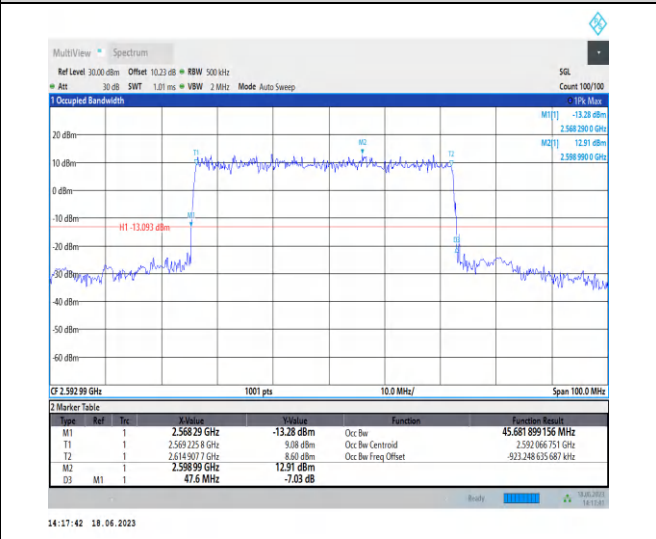 MultiView Spectrum
Ref Level 30.00 dBm Offset 10.23 dB RBW 500 kHz SGL
Att 30 dB SWT 1.01 ms VBW 2 MHz Mode Auto Sweep Count 100/100
1 Occupied Bandwidth 1Pk Max
M1[1] -13.28 dBm
2.568 290 0 GHz
M2[1] 12.91 dBm
2.598 990 0 GHz
20 dBm
M2
T1 T2
10 dBm
0 dBm
M1
-10 dBm
H1 -13.093 dBm
D3
-20 dBm
-30 dBm
-40 dBm
-50 dBm
-60 dBm
CF 2.592 99 GHz 1001 pts 10.0 MHz/ Span 100.0 MHz
2 Marker Table
Type Ref Trc X-Value Y-Value Function Function Result
M1 1 2.568 29 GHz -13.28 dBm Occ Bw 45.681 899 156 MHz
T1 1 2.569 225 8 GHz 9.08 dBm Occ Bw Centroid 2.592 066 751 GHz
T2 1 2.614 907 7 GHz 8.60 dBm Occ Bw Freq Offset -923.248 635 687 kHz
M2 1 2.598 99 GHz 12.91 dBm
D3 M1 1 47.6 MHz -7.03 dB
Ready 18.06.2023
14:17:42 18.06.2023